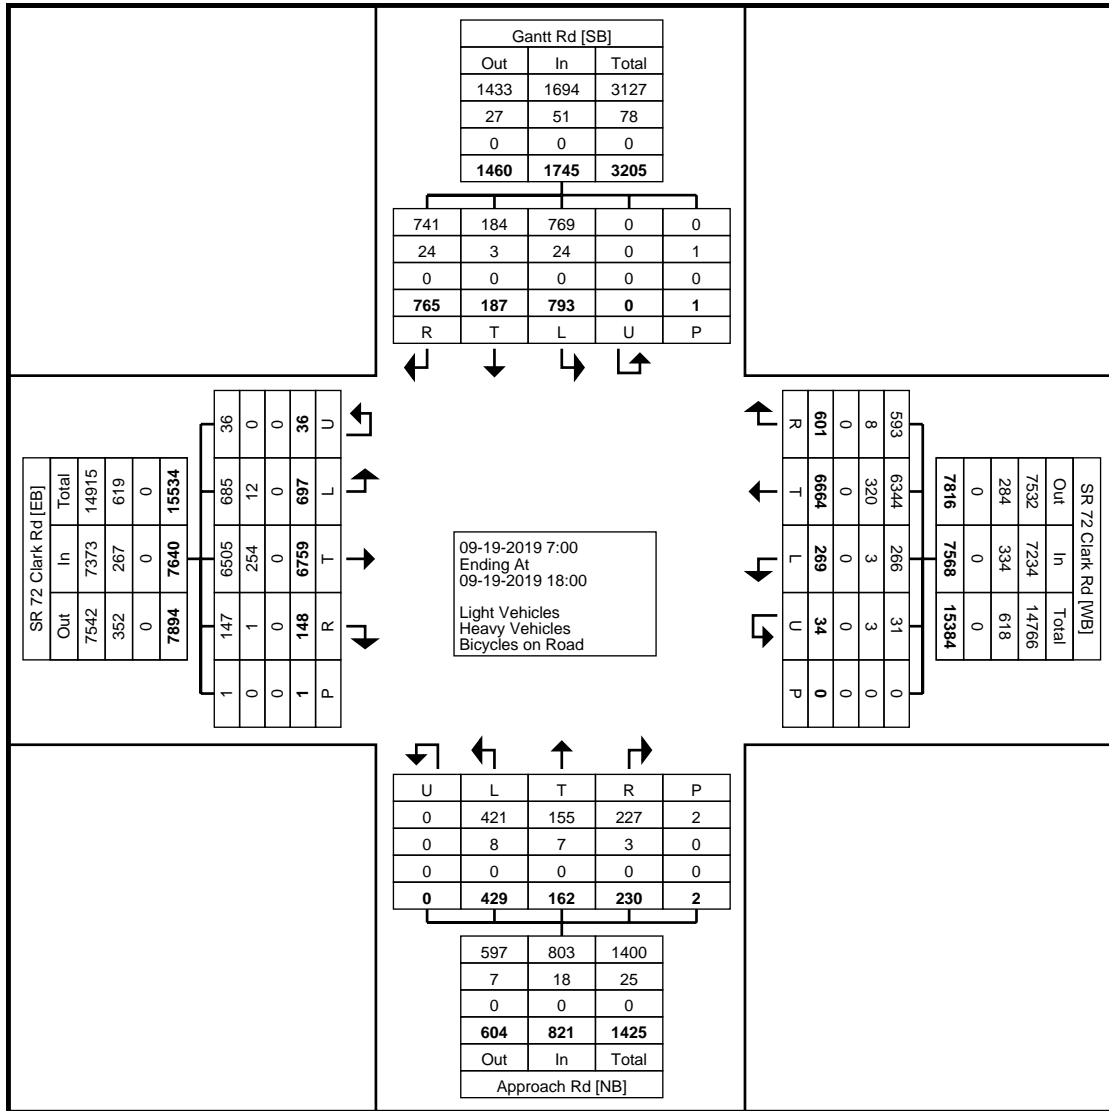 Gantt Rd [SB]
Out In Total
1433 1694 3127
27 51 78
0 0 0
1460 1745 3205
741 184 769 0 0
24 3 24 0 1
0 0 0 0 0
765 187 793 0 1
R T L U P
SR 72 Clark Rd [EB]
Total In Out
14915 7373 7542
619 267 352
0 0 0
15534 7640 7894
36 685 6505 147 1
0 12 254 1 0
0 0 0 0 0
36 697 6759 148 1
U L T R P
09-19-2019 7:00
Ending At
09-19-2019 18:00
Light Vehicles
Heavy Vehicles
Bicycles on Road
SR 72 Clark Rd [WB]
Out In Total
7532 7234 14766
284 334 618
0 0 0
7816 7568 15384
593 6344 266 31 0
8 320 3 3 0
0 0 0 0 0
601 6664 269 34 0
R T L U P
U L T R P
0 421 155 227 2
0 8 7 3 0
0 0 0 0 0
0 429 162 230 2
597 803 1400
7 18 25
0 0 0
604 821 1425
Out In Total
Approach Rd [NB]